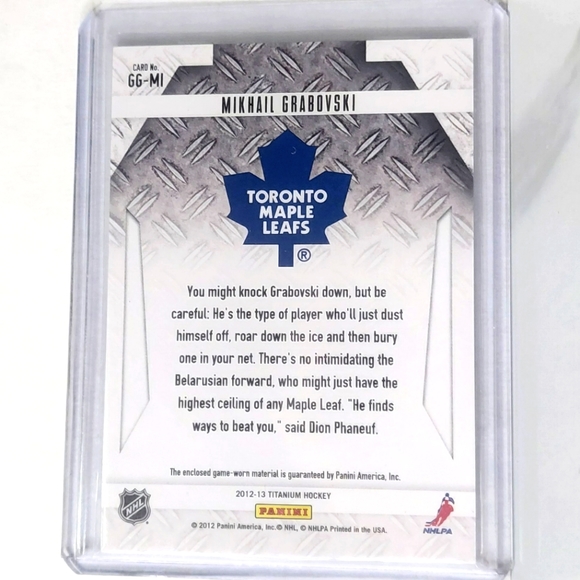 CARD No.
GG-MI
MIKHAIL GRABOVSKI
TORONTO
MAPLE
LEAFS
®
You might knock Grabovski down, but be
careful: He's the type of player who'll just dust
himself off, roar down the ice and then bury
one in your net. There's no intimidating the
Belarusian forward, who might just have the
highest ceiling of any Maple Leaf. "He finds
ways to beat you," said Dion Phaneuf.
The enclosed game-worn material is guaranteed by Panini America, Inc.
2012-13 TITANIUM HOCKEY
NHL
PANINI
NHLPA
© 2012 Panini America, Inc.© NHL, © NHLPA Printed in the USA.